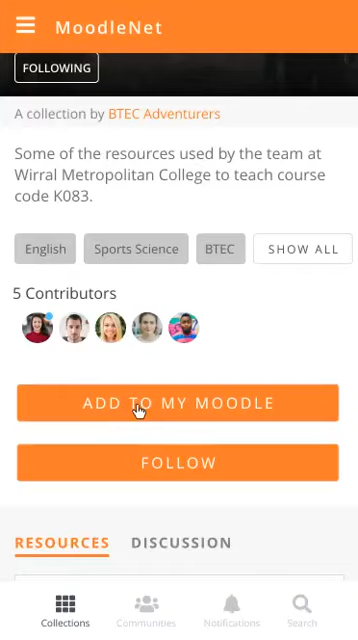 MoodleNet
FOLLOWING
A collection by BTEC Adventurers
Some of the resources used by the team at
Wirral Metropolitan College to teach course
code K083.
English Sports Science BTEC SHOW ALL
5 Contributors
ADD TO MY MOODLE
FOLLOW
RESOURCES DISCUSSION
Collections Communities Notifications Search